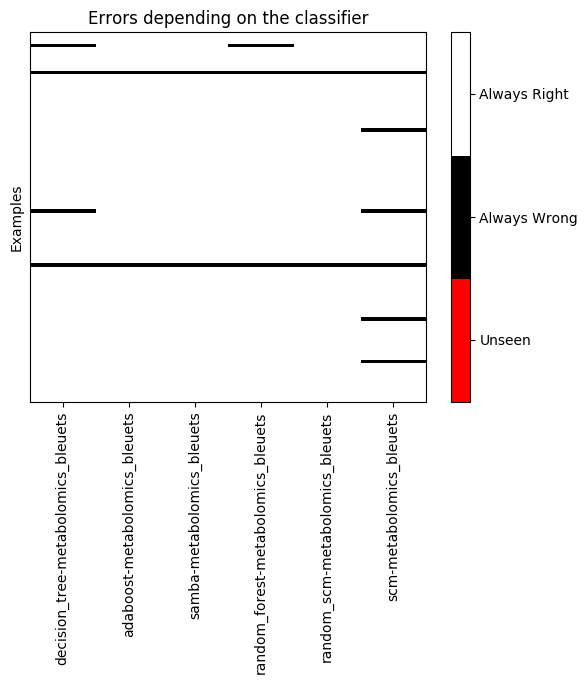 Errors depending on the classifier
Examples
Always Right
Always Wrong
Unseen
decision_tree-metabolomics_bleuets
adaboost-metabolomics_bleuets
samba-metabolomics_bleuets
random_forest-metabolomics_bleuets
random_scm-metabolomics_bleuets
scm-metabolomics_bleuets